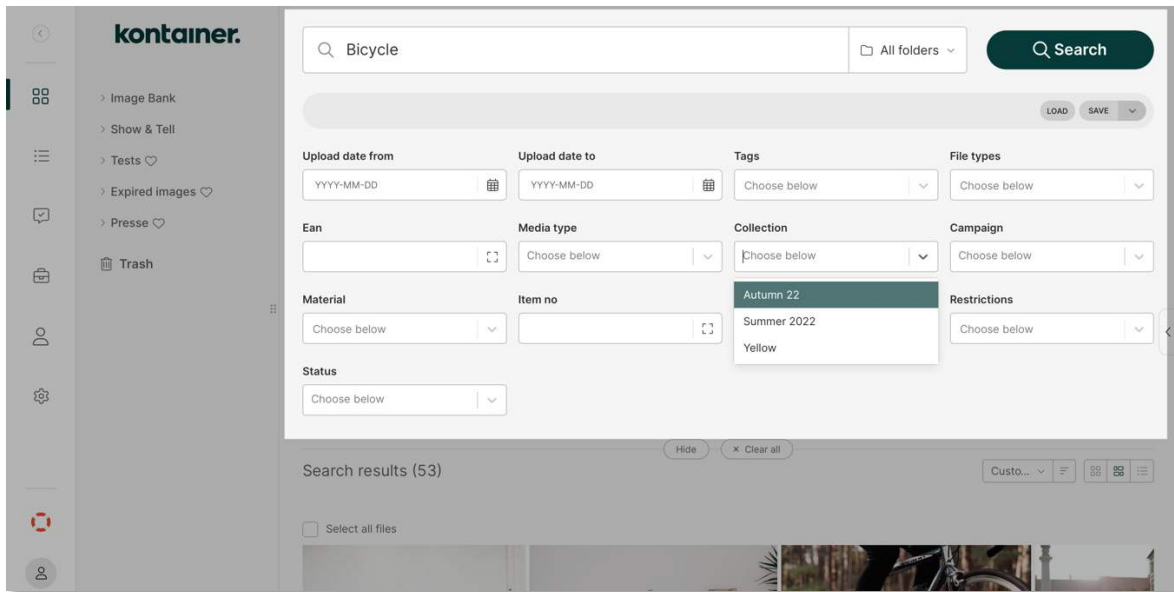 kontainer.
Image Bank
Show & Tell
Tests
Expired images
Presse
Trash
Bicycle
All folders
Search
LOAD
SAVE
Upload date from
Upload date to
Tags
File types
YYYY-MM-DD
YYYY-MM-DD
Choose below
Choose below
Ean
Media type
Collection
Campaign
Choose below
Choose below
Choose below
Material
Item no
Autumn 22
Restrictions
Choose below
Summer 2022
Choose below
Yellow
Status
Choose below
Hide
× Clear all
Search results (53)
Custo...
Select all files